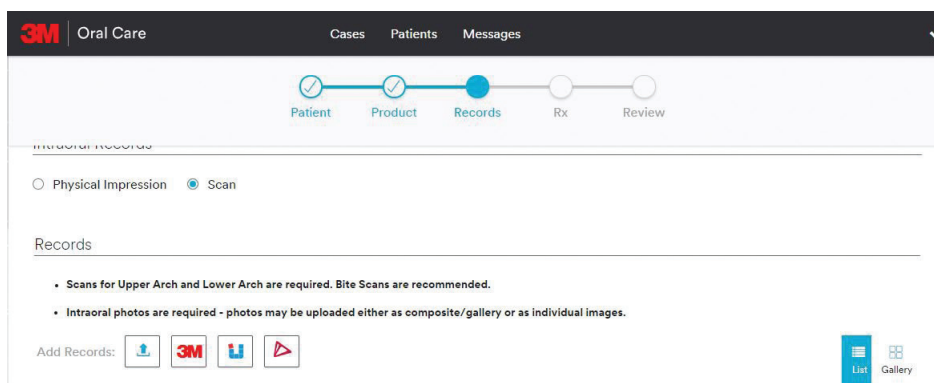 3M Oral Care Cases Patients Messages
Patient Product Records Rx Review
Intraoral Records
Physical Impression Scan
Records
• Scans for Upper Arch and Lower Arch are required. Bite Scans are recommended.
• Intraoral photos are required - photos may be uploaded either as composite/gallery or as individual images.
Add Records: 3M
List Gallery